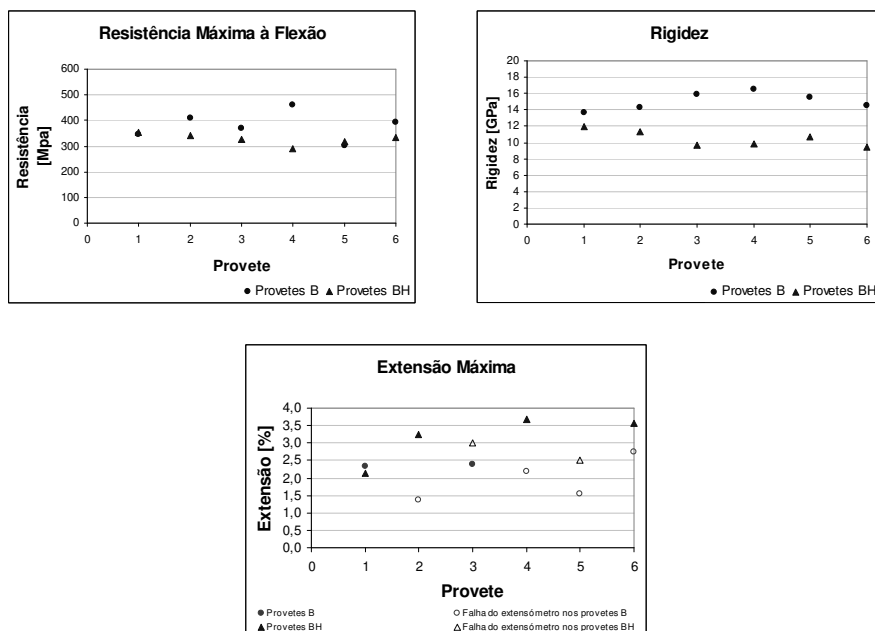 Resistência Máxima à Flexão
600
500
400
300
200
100
0
0 1 2 3 4 5 6
Resistência
[Mpa]
Provete
Provetes B Provetes BH
Rigidez
20
18
16
14
12
10
8
6
4
2
0
0 1 2 3 4 5 6
Rigidez [GPa]
Provete
Provetes B Provetes BH
Extensão Máxima
4,0
3,5
3,0
2,5
2,0
1,5
1,0
0,5
0,0
0 1 2 3 4 5 6
Extensão [%]
Provete
Provetes B Falha do extensómetro nos provetes B
Provetes BH Falha do extensómetro nos provetes BH